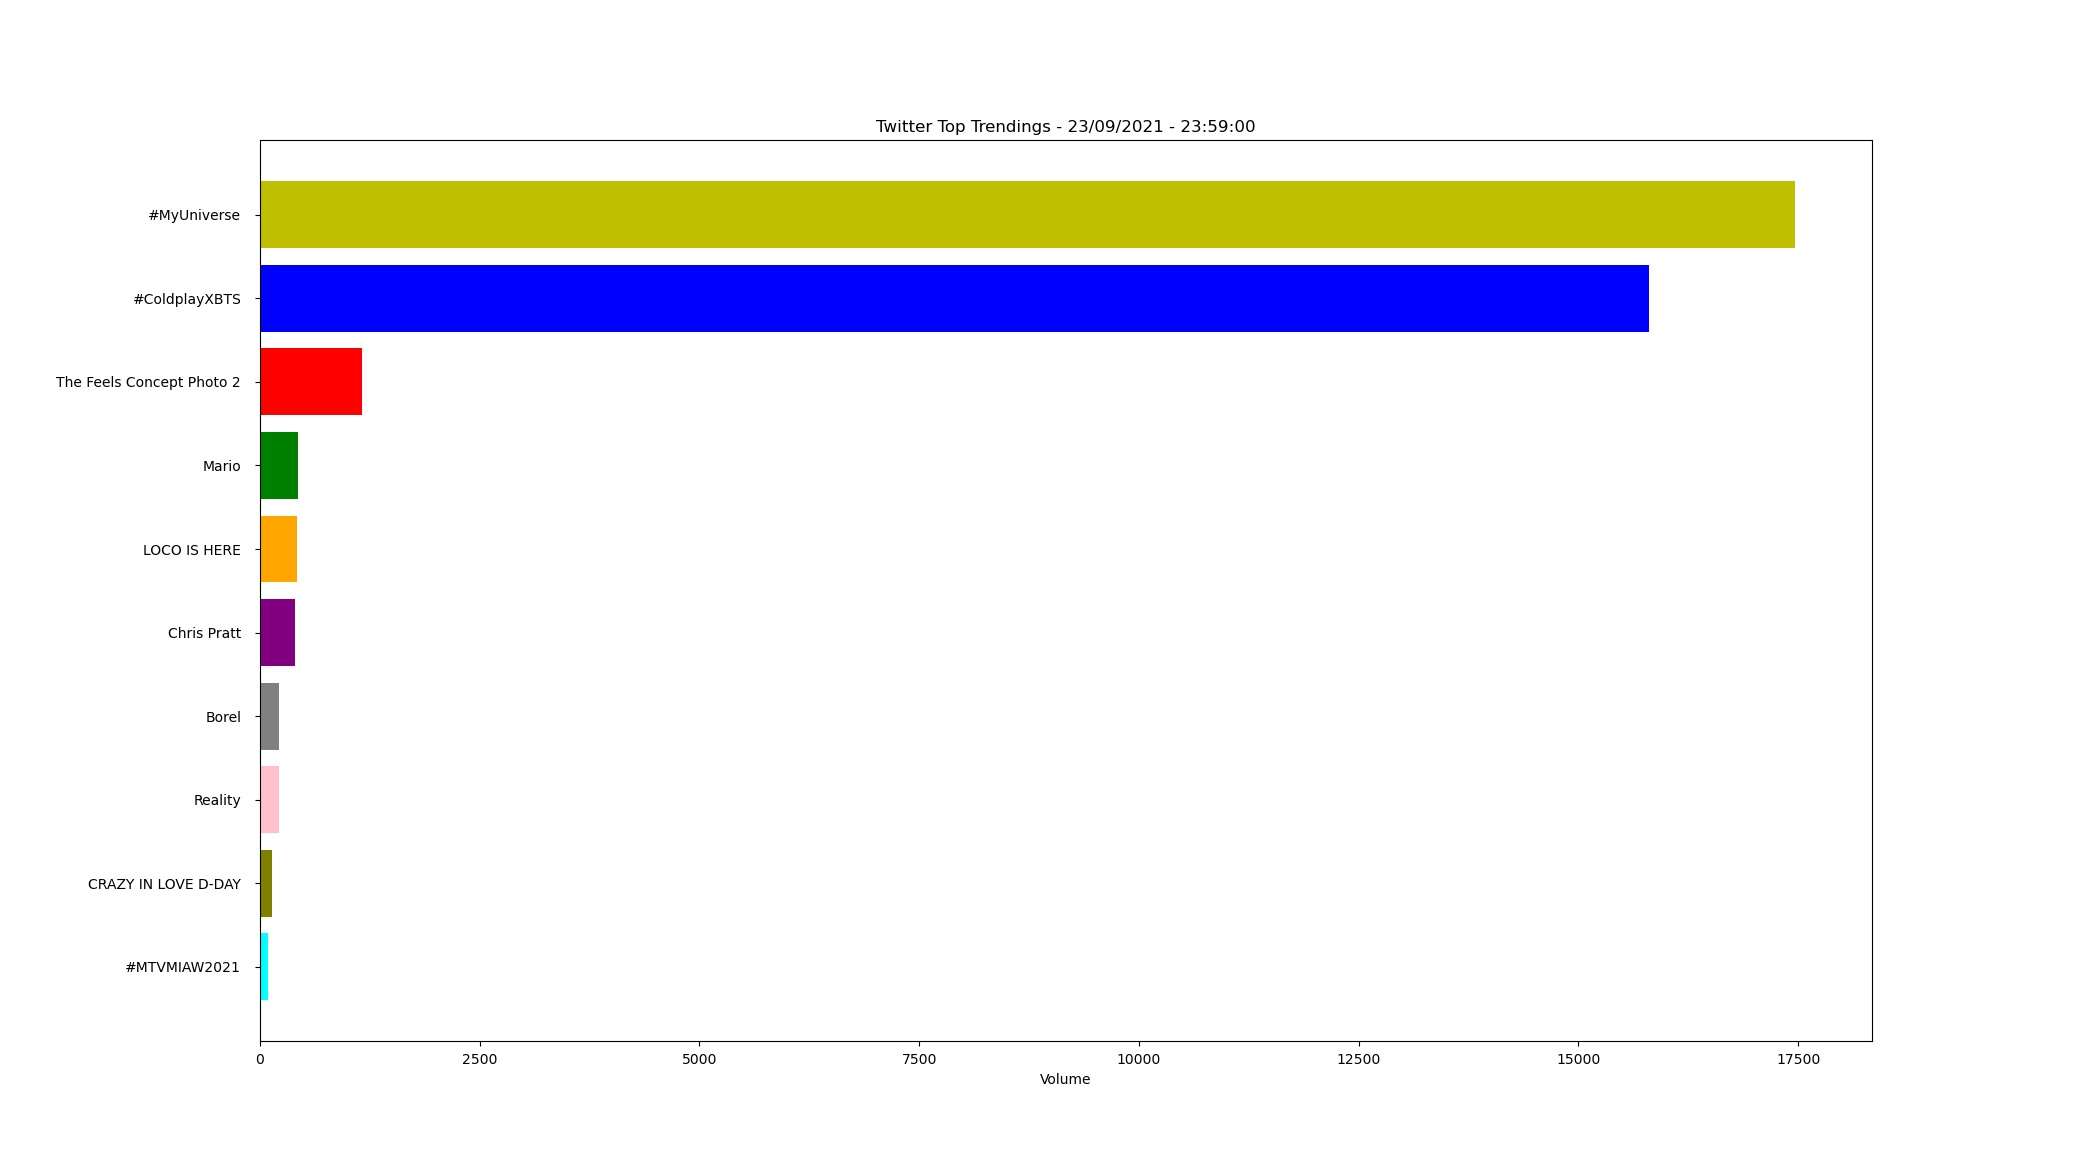 Twitter Top Trendings - 23/09/2021 - 23:59:00
#MyUniverse
#ColdplayXBTS
The Feels Concept Photo 2
Mario
LOCO IS HERE
Chris Pratt
Borel
Reality
CRAZY IN LOVE D-DAY
#MTVMIAW2021
0 2500 5000 7500 10000 12500 15000 17500
Volume